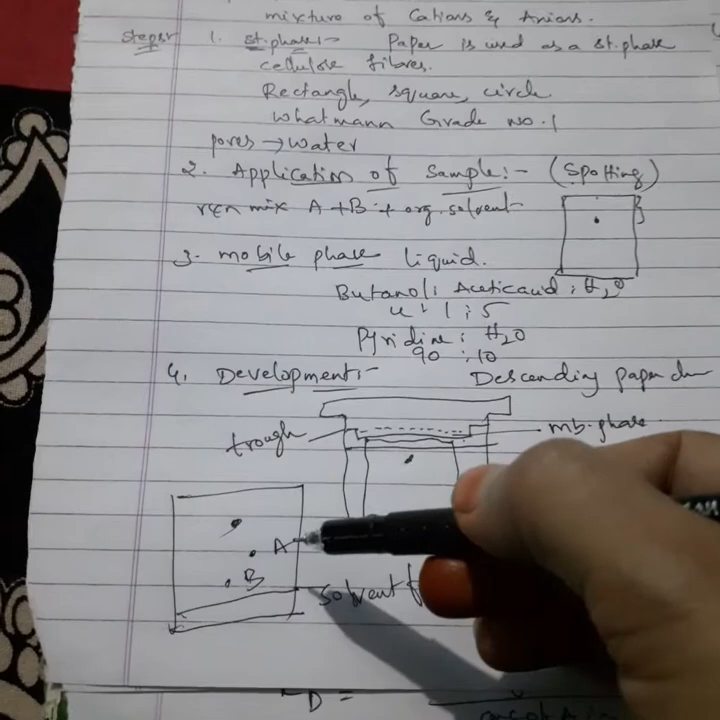 mixture of Cations & Anions.
Steps:
1. st.phase:- Paper is used as a st.phase
cellulose fibres.
Rectangle, square, circle
Whatmann Grade no.1
pores → water
2. Application of Sample:- (Spotting)
rxn mix A+B + org. solvent
3. mobile phase liquid.
Butanol: Aceticacid : H2O
4 : 1 : 5
Pyridine : H2O
90 : 10
4. Development:- Descending paper
trough
mb.phase
A
B
solvent f
D =